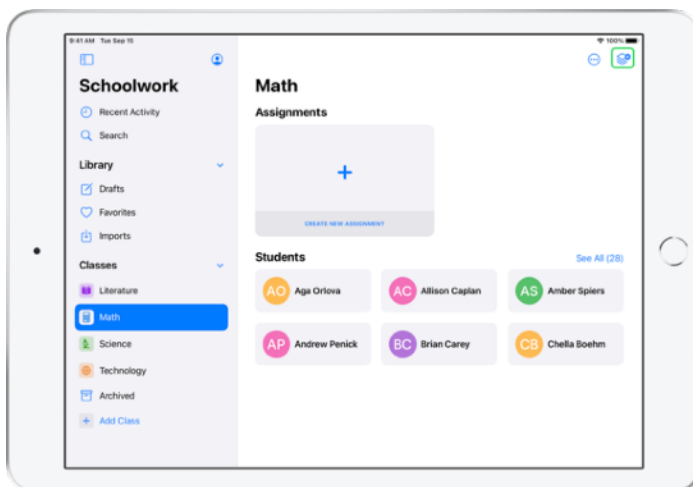 9:41 AM Tue Sep 15
100%
Schoolwork
Recent Activity
Search
Library
Drafts
Favorites
Imports
Classes
Literature
Math
Science
Technology
Archived
Add Class
Math
Assignments
CREATE NEW ASSIGNMENT
Students
See All (28)
AO Aga Orlova
AC Allison Caplan
AS Amber Spiers
AP Andrew Penick
BC Brian Carey
CB Chella Boehm